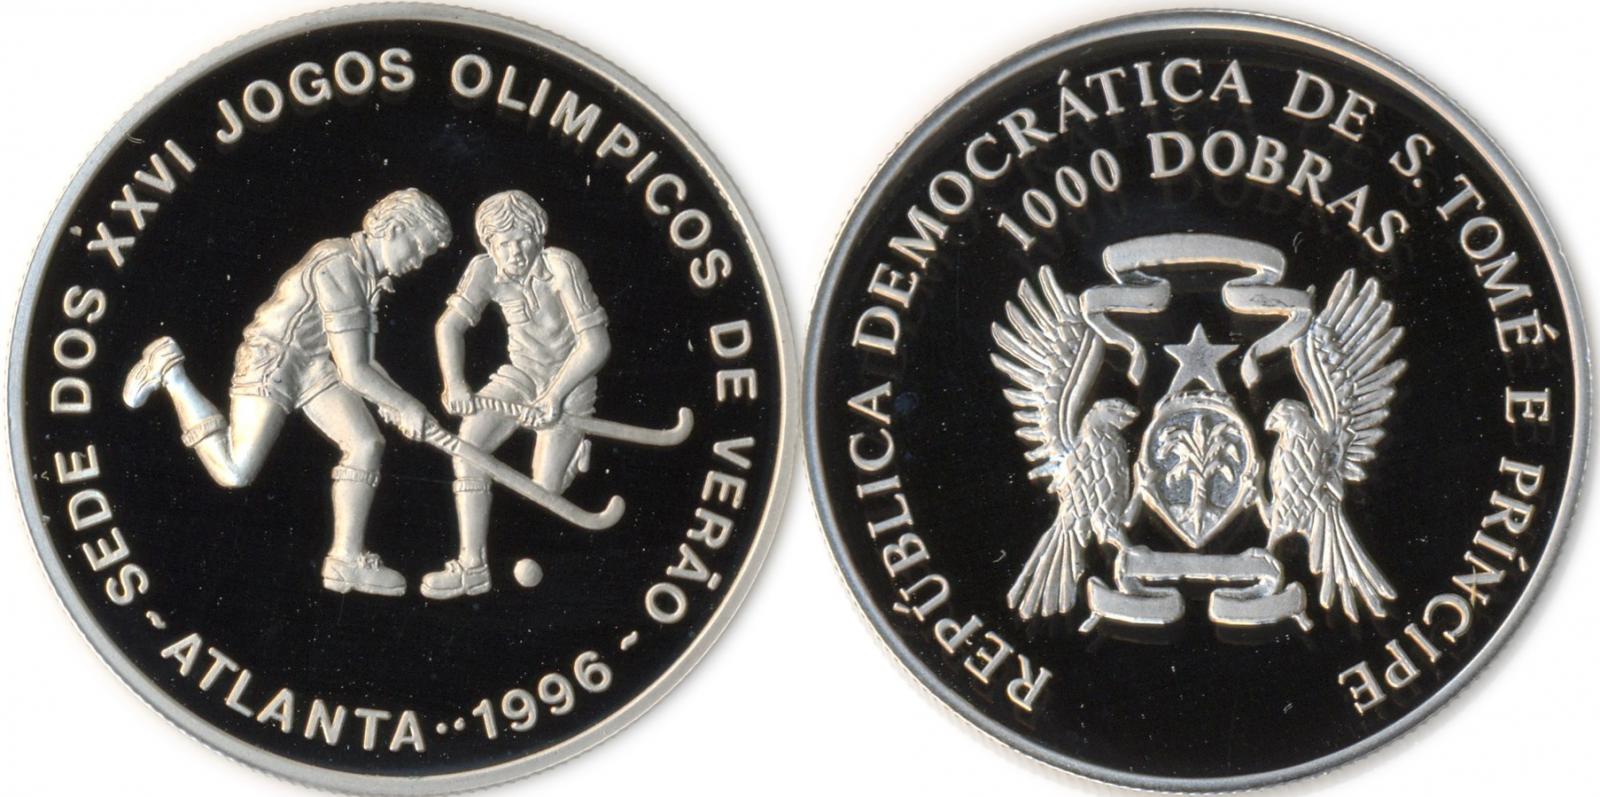 SEDE DOS XXVI JOGOS OLIMPICOS DE VERÃO
~ATLANTA··1996~
REPÚBLICA DEMOCRÁTICA DE S. TOMÉ E PRÍNCIPE
1000 DOBRAS